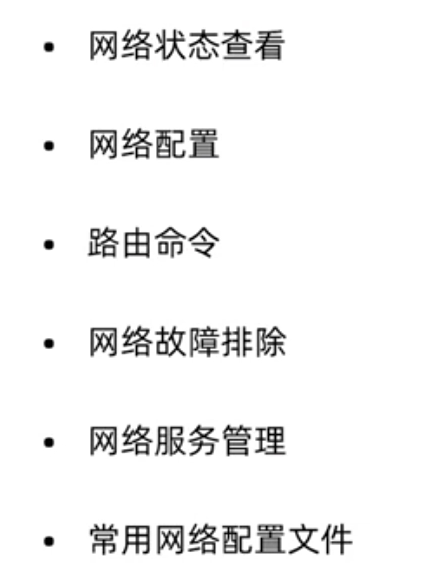 • 网络状态查看
• 网络配置
• 路由命令
• 网络故障排除
• 网络服务管理
• 常用网络配置文件